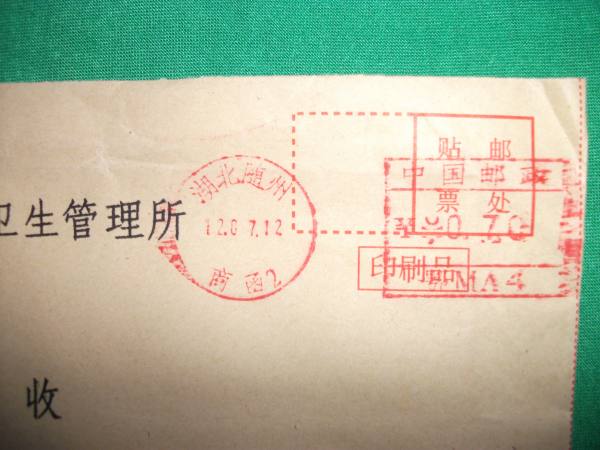 贴 邮
票 处
中国邮政
0.70
印刷品
MA4
湖北随州
12.07.12
商函2
卫生管理所
收